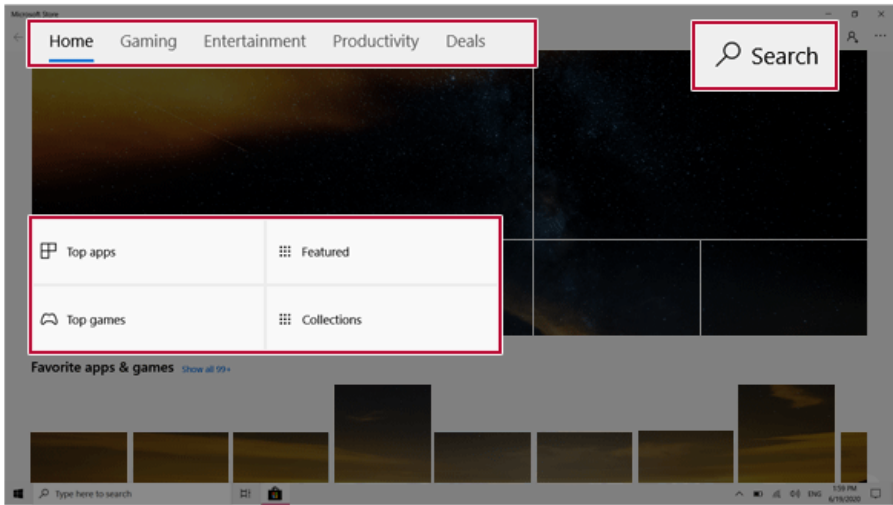 Microsoft Store
Home Gaming Entertainment Productivity Deals
Search
Top apps
Featured
Top games
Collections
Favorite apps & games Show all 99+
Type here to search
ENG
1:59 PM
6/19/2020